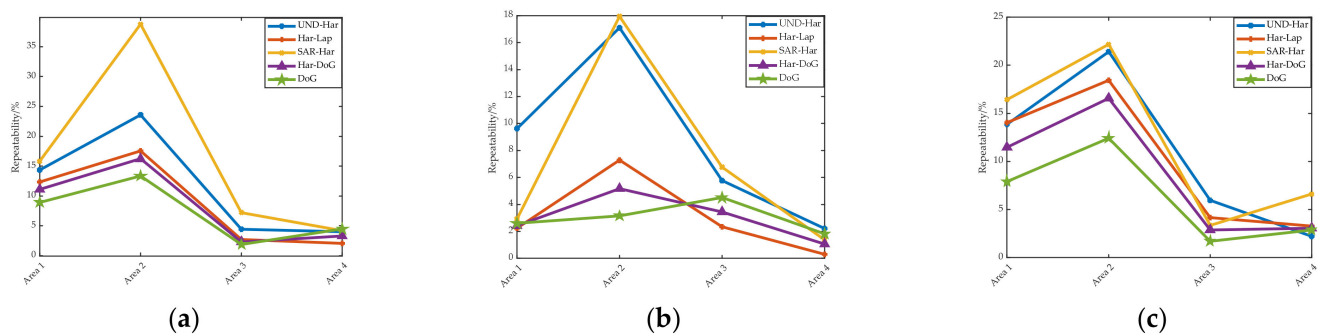 Repeatability/%
35
30
25
20
15
10
5
0
Area 1
Area 2
Area 3
Area 4
UND-Har
Har-Lap
SAR-Har
Har-DoG
DoG
(a)
Repeatability/%
18
16
14
12
10
8
6
4
2
0
Area 1
Area 2
Area 3
Area 4
UND-Har
Har-Lap
SAR-Har
Har-DoG
DoG
(b)
Repeatability/%
25
20
15
10
5
0
Area 1
Area 2
Area 3
Area 4
UND-Har
Har-Lap
SAR-Har
Har-DoG
DoG
(c)